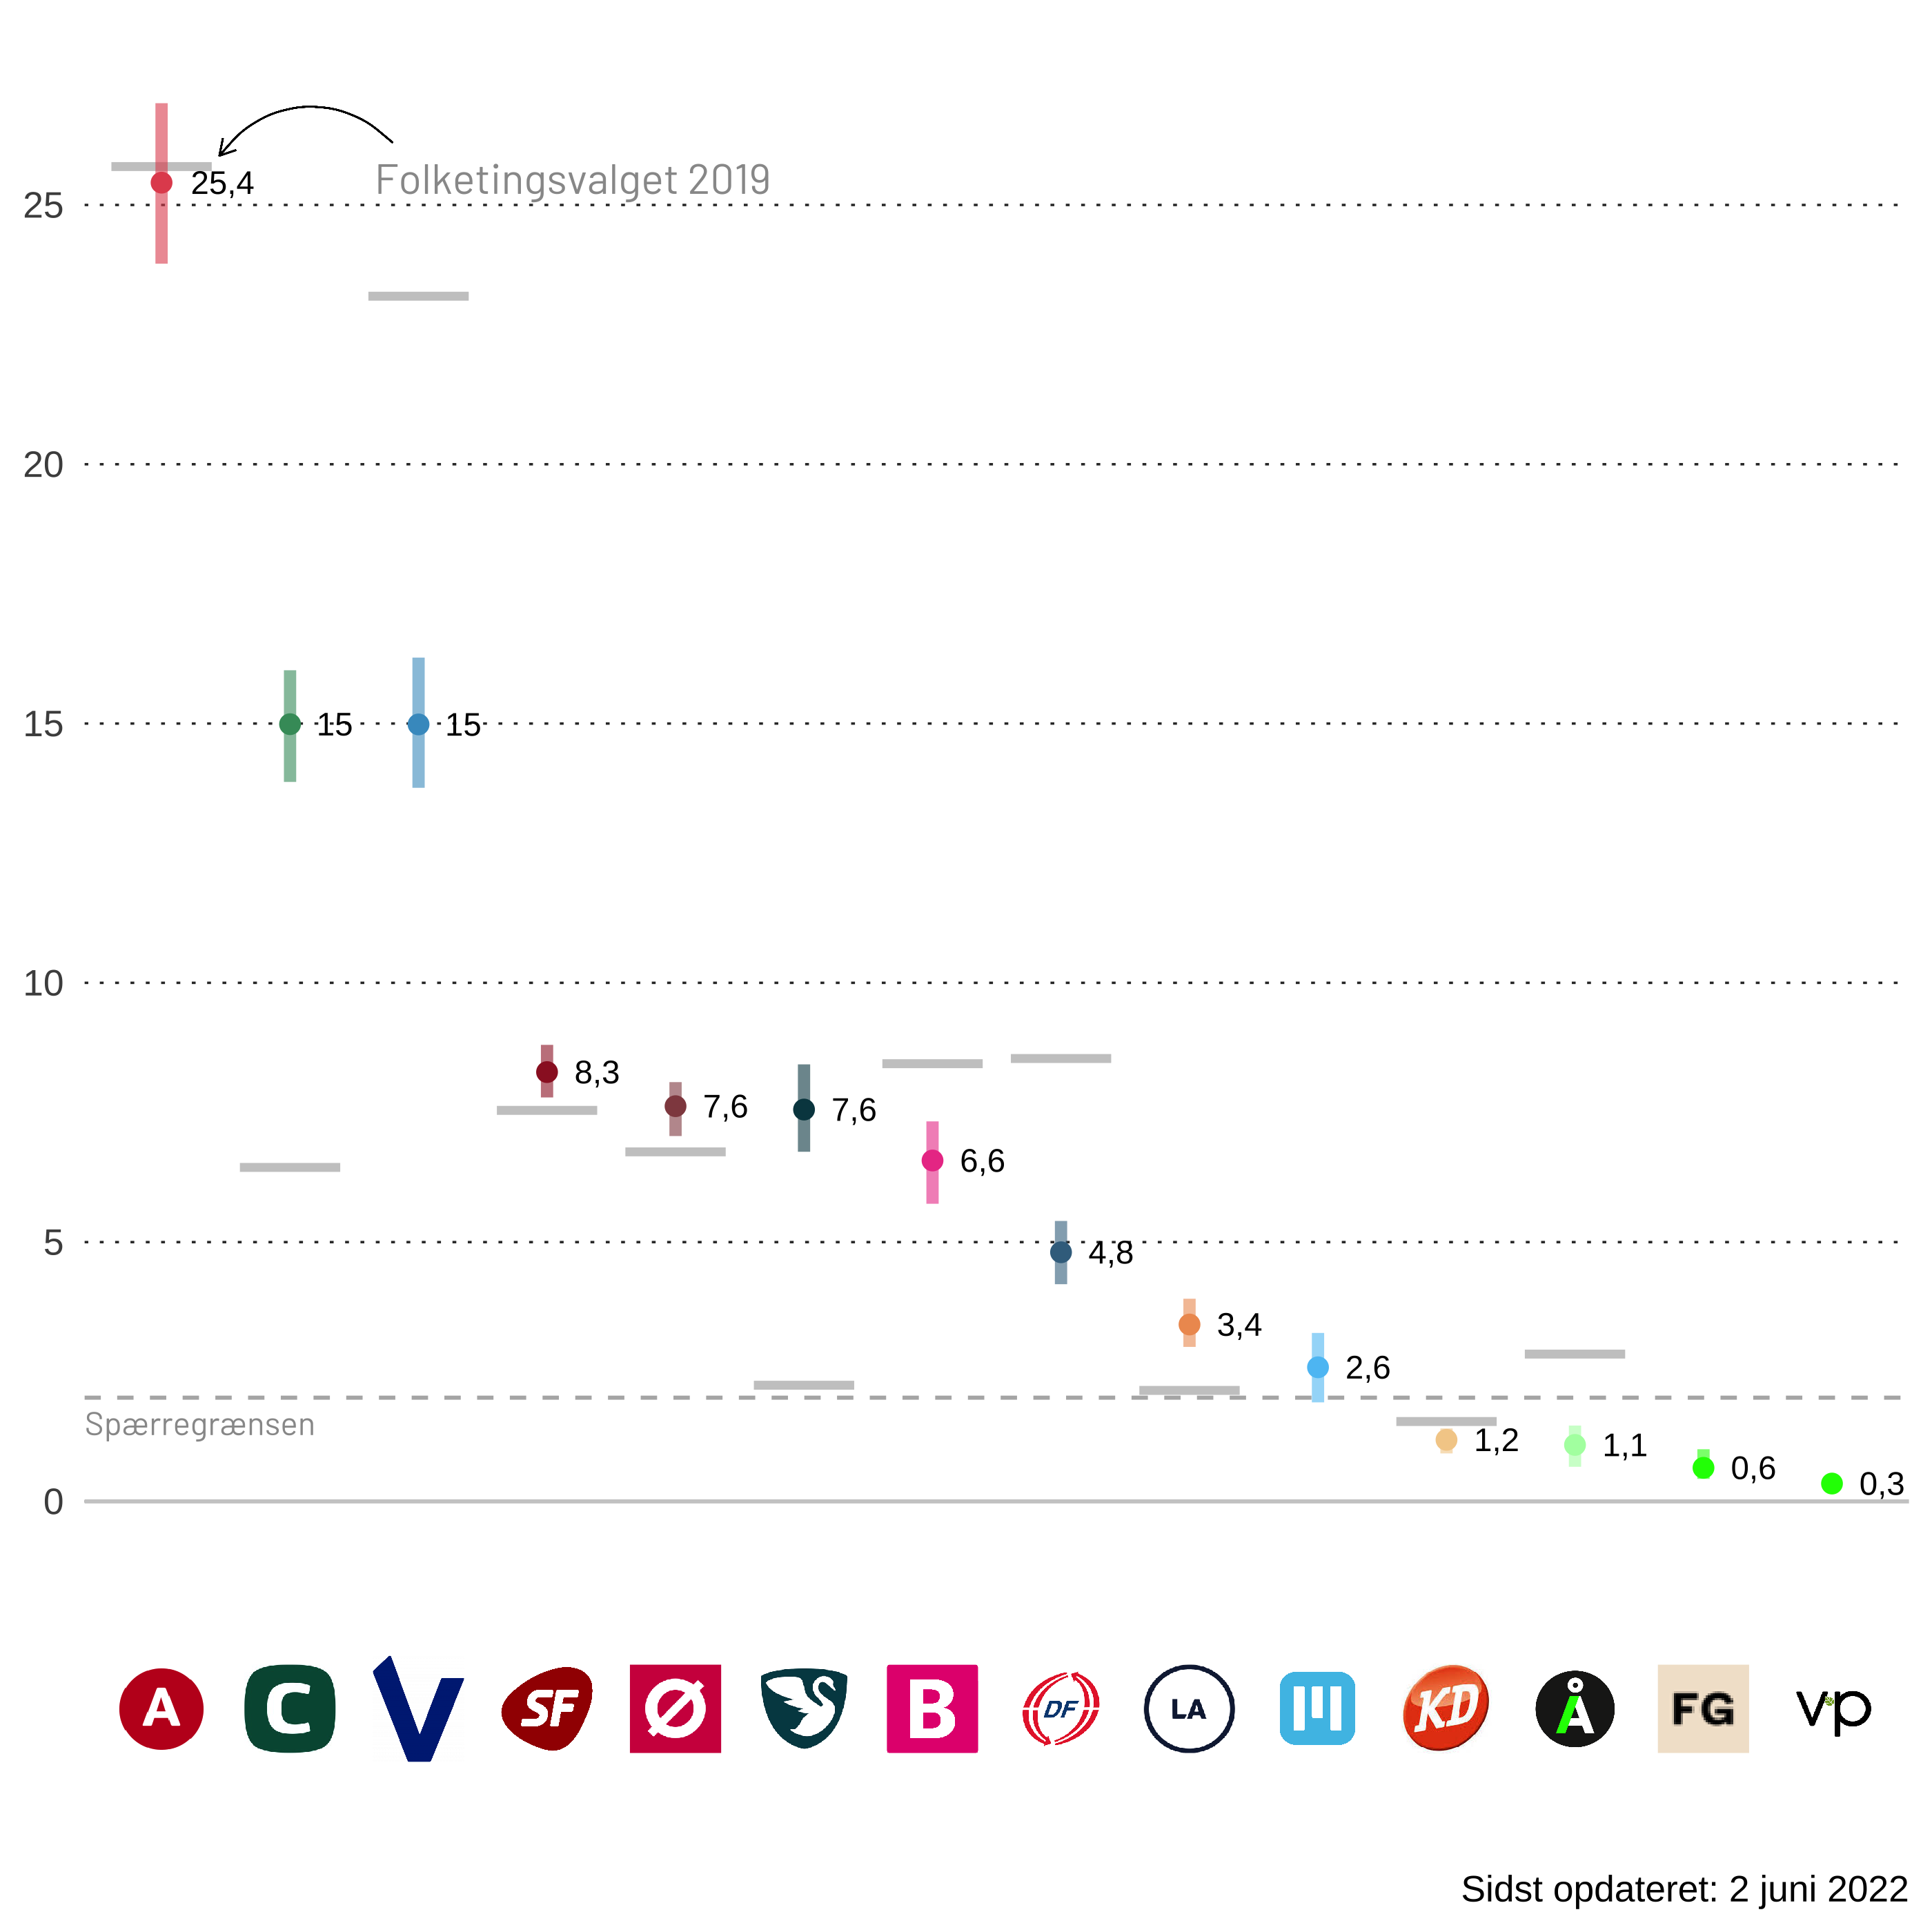 Folketingsvalget 2019
25,4
25
20
15
15
15
10
8,3
7,6
7,6
6,6
5
4,8
3,4
2,6
Spærregrænsen
1,2
1,1
0,6
0,3
0
A
C
V
SF
Ø
B
DF
LA
KD
Å
FG
vp
Sidst opdateret: 2 juni 2022